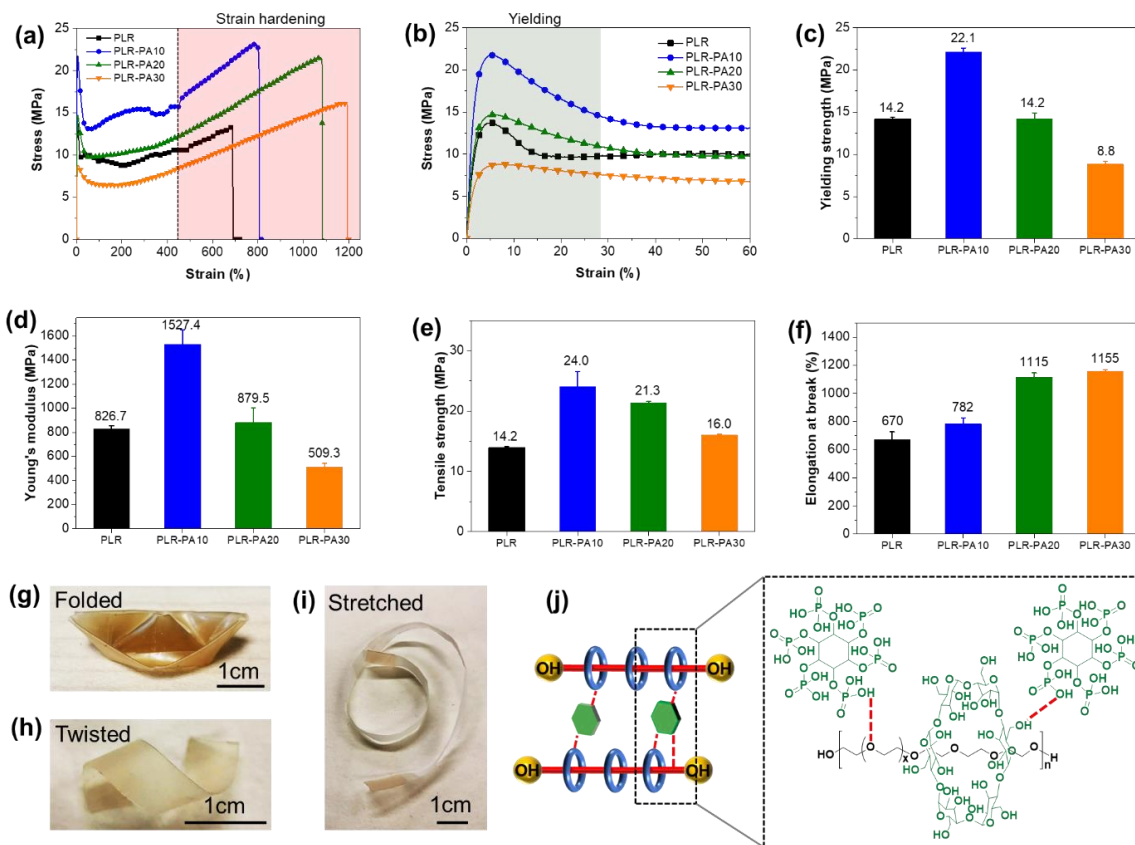 Strain hardening
(a)
25
20
15
10
5
0
Stress (MPa)
PLR
PLR-PA10
PLR-PA20
PLR-PA30
0 200 400 600 800 1000 1200
Strain (%)
Yielding
(b)
25
20
15
10
5
0
Stress (MPa)
PLR
PLR-PA10
PLR-PA20
PLR-PA30
0 10 20 30 40 50 60
Strain (%)
(c)
25
20
15
10
5
0
Yielding strength (MPa)
14.2 22.1 14.2 8.8
PLR PLR-PA10 PLR-PA20 PLR-PA30
(d)
1600
1400
1200
1000
800
600
400
200
0
Young's modulus (MPa)
826.7 1527.4 879.5 509.3
PLR PLR-PA10 PLR-PA20 PLR-PA30
(e)
30
20
10
0
Tensile strength (MPa)
14.2 24.0 21.3 16.0
PLR PLR-PA10 PLR-PA20 PLR-PA30
(f)
1400
1200
1000
800
600
400
200
0
Elongation at break (%)
670 782 1115 1155
PLR PLR-PA10 PLR-PA20 PLR-PA30
(g) Folded
1cm
(h) Twisted
1cm
(i) Stretched
1cm
(j)
OH OH
OH OH
HO O x O O O O n H